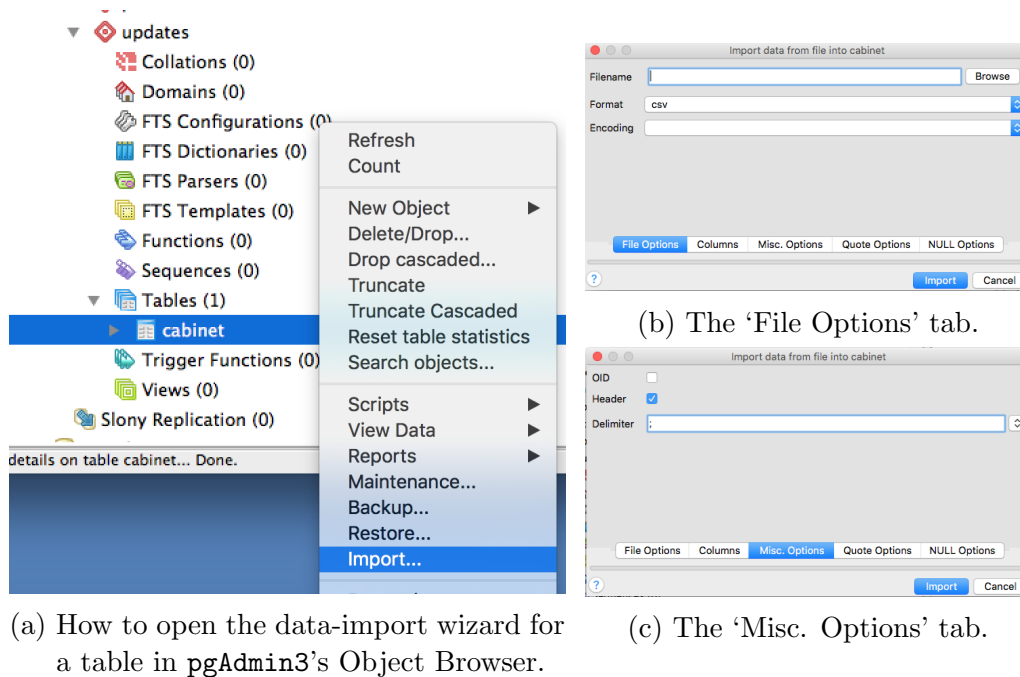 updates
Collations (0)
Domains (0)
FTS Configurations (0)
FTS Dictionaries (0)
FTS Parsers (0)
FTS Templates (0)
Functions (0)
Sequences (0)
Tables (1)
cabinet
Trigger Functions (0)
Views (0)
Slony Replication (0)
details on table cabinet... Done.
Refresh
Count
New Object
Delete/Drop...
Drop cascaded...
Truncate
Truncate Cascaded
Reset table statistics
Search objects...
Scripts
View Data
Reports
Maintenance...
Backup...
Restore...
Import...
(a) How to open the data-import wizard for
a table in pgAdmin3's Object Browser.
Import data from file into cabinet
Filename Browse
Format csv
Encoding
File Options Columns Misc. Options Quote Options NULL Options
? Import Cancel
(b) The ‘File Options’ tab.
Import data from file into cabinet
OID
Header
Delimiter ;
File Options Columns Misc. Options Quote Options NULL Options
? Import Cancel
(c) The ‘Misc. Options’ tab.